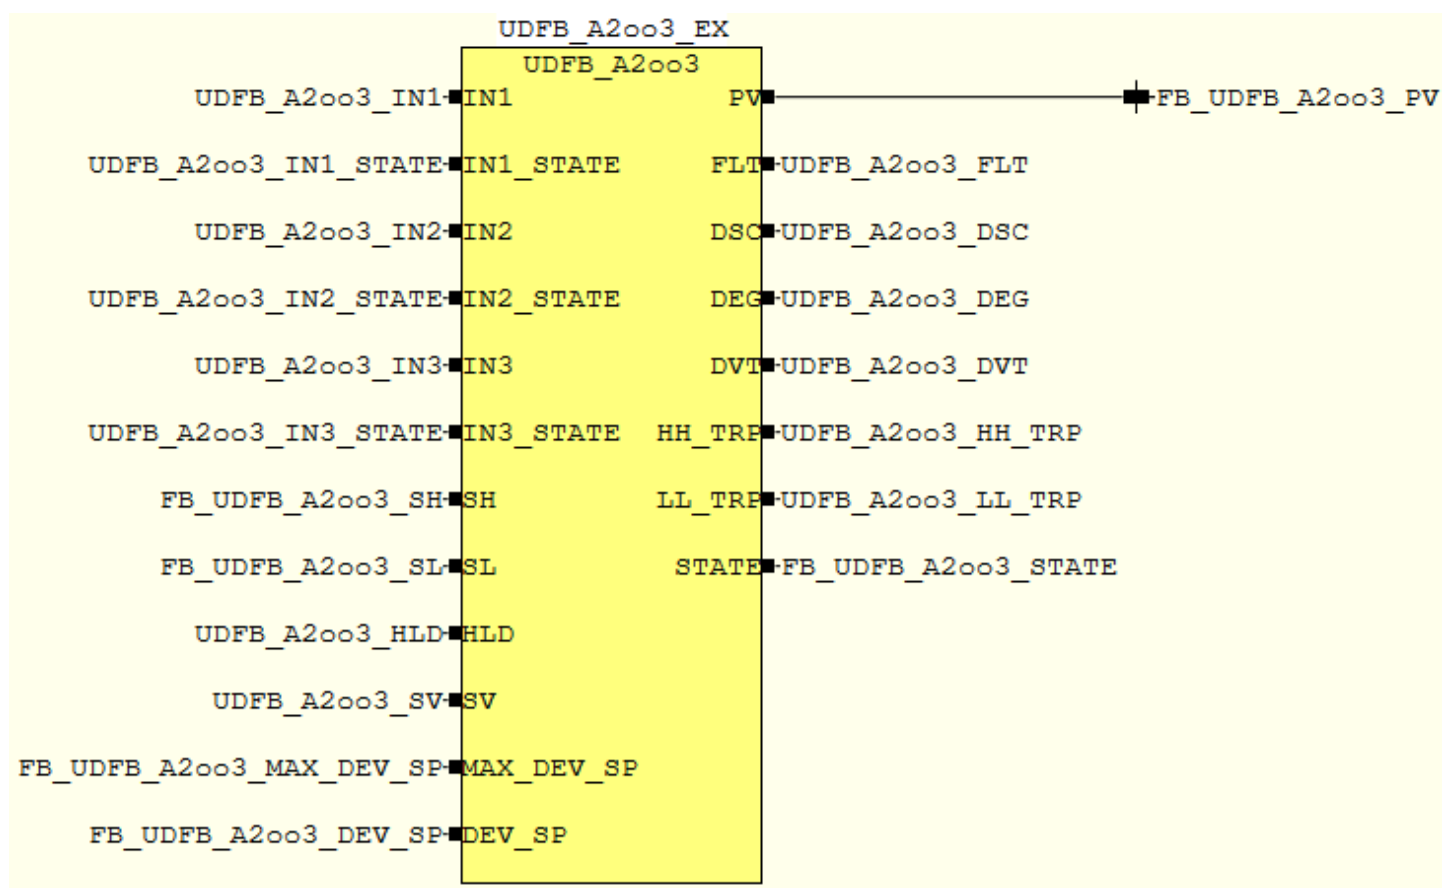 UDFB_A2oo3_EX
UDFB_A2oo3
UDFB_A2oo3_IN1 IN1 PV FB_UDFB_A2oo3_PV
UDFB_A2oo3_IN1_STATE IN1_STATE FLT UDFB_A2oo3_FLT
UDFB_A2oo3_IN2 IN2 DSC UDFB_A2oo3_DSC
UDFB_A2oo3_IN2_STATE IN2_STATE DEG UDFB_A2oo3_DEG
UDFB_A2oo3_IN3 IN3 DVT UDFB_A2oo3_DVT
UDFB_A2oo3_IN3_STATE IN3_STATE HH_TRP UDFB_A2oo3_HH_TRP
FB_UDFB_A2oo3_SH SH LL_TRP UDFB_A2oo3_LL_TRP
FB_UDFB_A2oo3_SL SL STATE FB_UDFB_A2oo3_STATE
UDFB_A2oo3_HLD HLD
UDFB_A2oo3_SV SV
FB_UDFB_A2oo3_MAX_DEV_SP MAX_DEV_SP
FB_UDFB_A2oo3_DEV_SP DEV_SP